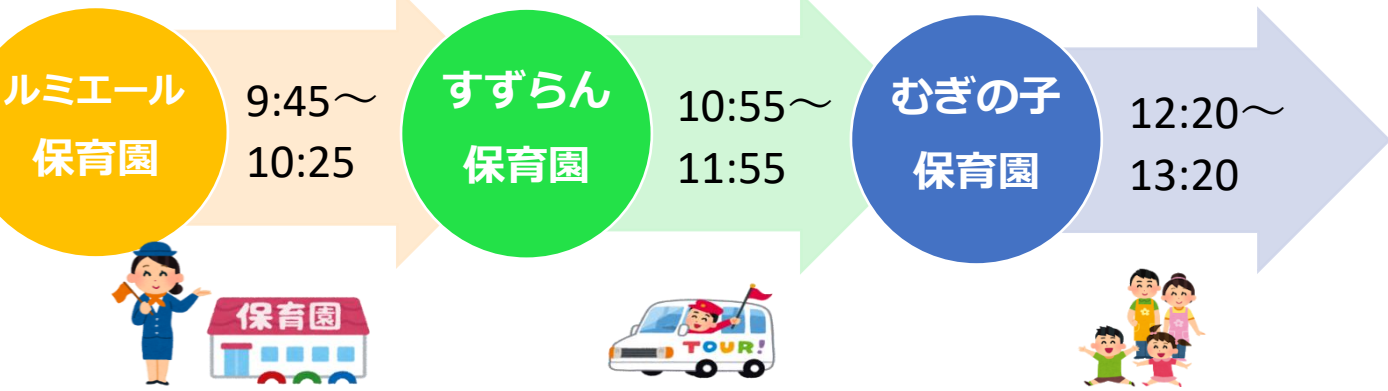 ルミエール
保育園
9:45～
10:25
すずらん
保育園
10:55～
11:55
むぎの子
保育園
12:20～
13:20
保育園
TOUR!